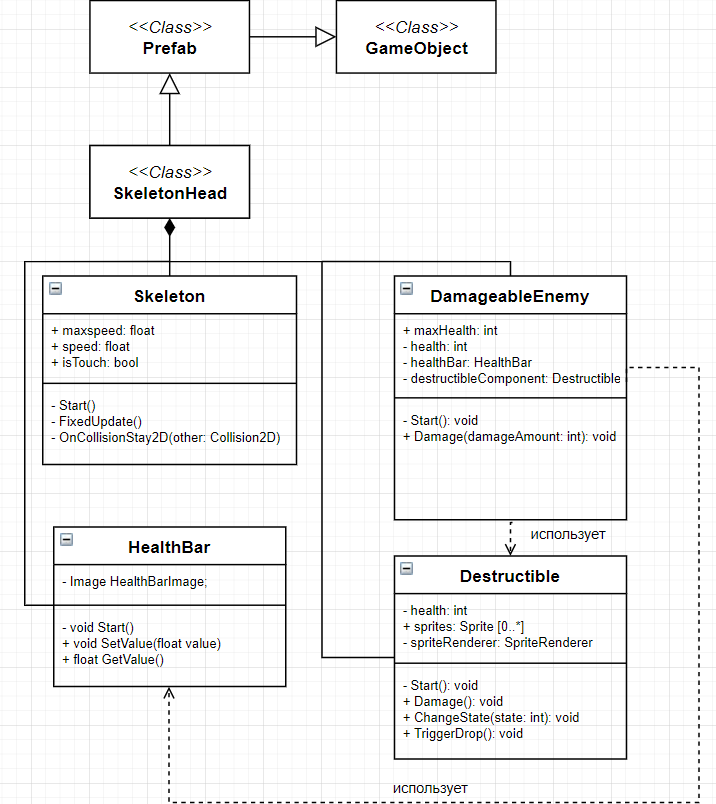 <<Class>>
Prefab
<<Class>>
GameObject
<<Class>>
SkeletonHead
Skeleton
+ maxspeed: float
+ speed: float
+ isTouch: bool
- Start()
- FixedUpdate()
- OnCollisionStay2D(other: Collision2D)
DamageableEnemy
+ maxHealth: int
- health: int
- healthBar: HealthBar
- destructibleComponent: Destructible
- Start(): void
+ Damage(damageAmount: int): void
использует
HealthBar
- Image HealthBarImage;
- void Start()
+ void SetValue(float value)
+ float GetValue()
Destructible
- health: int
+ sprites: Sprite [0..*]
- spriteRenderer: SpriteRenderer
- Start(): void
+ Damage(): void
+ ChangeState(state: int): void
+ TriggerDrop(): void
использует